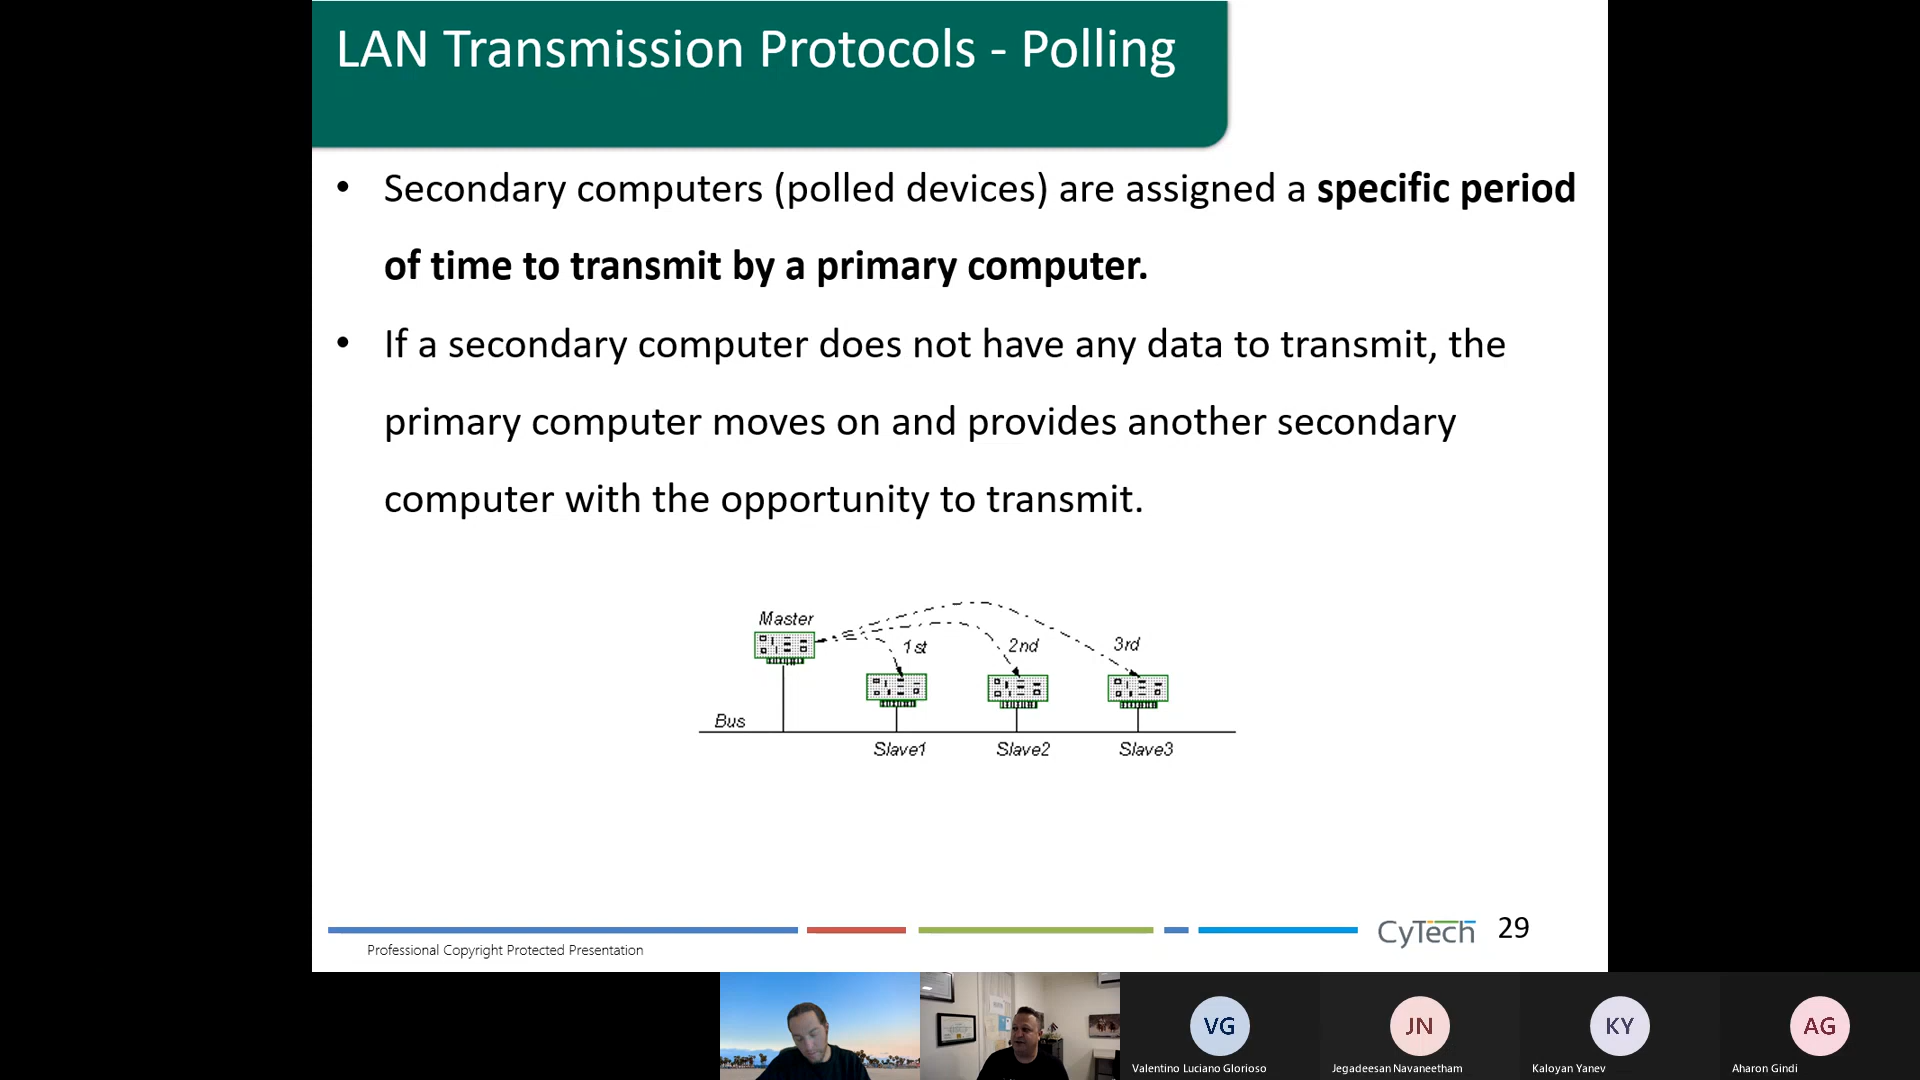 LAN Transmission Protocols - Polling
• Secondary computers (polled devices) are assigned a specific period
of time to transmit by a primary computer.
• If a secondary computer does not have any data to transmit, the
primary computer moves on and provides another secondary
computer with the opportunity to transmit.
Master
1st
2nd
3rd
Bus
Slave1
Slave2
Slave3
CyTech
29
Professional Copyright Protected Presentation
VG
JN
KY
AG
Valentino Luciano Glorioso
Jegadeesan Navaneetham
Kaloyan Yanev
Aharon Gindi